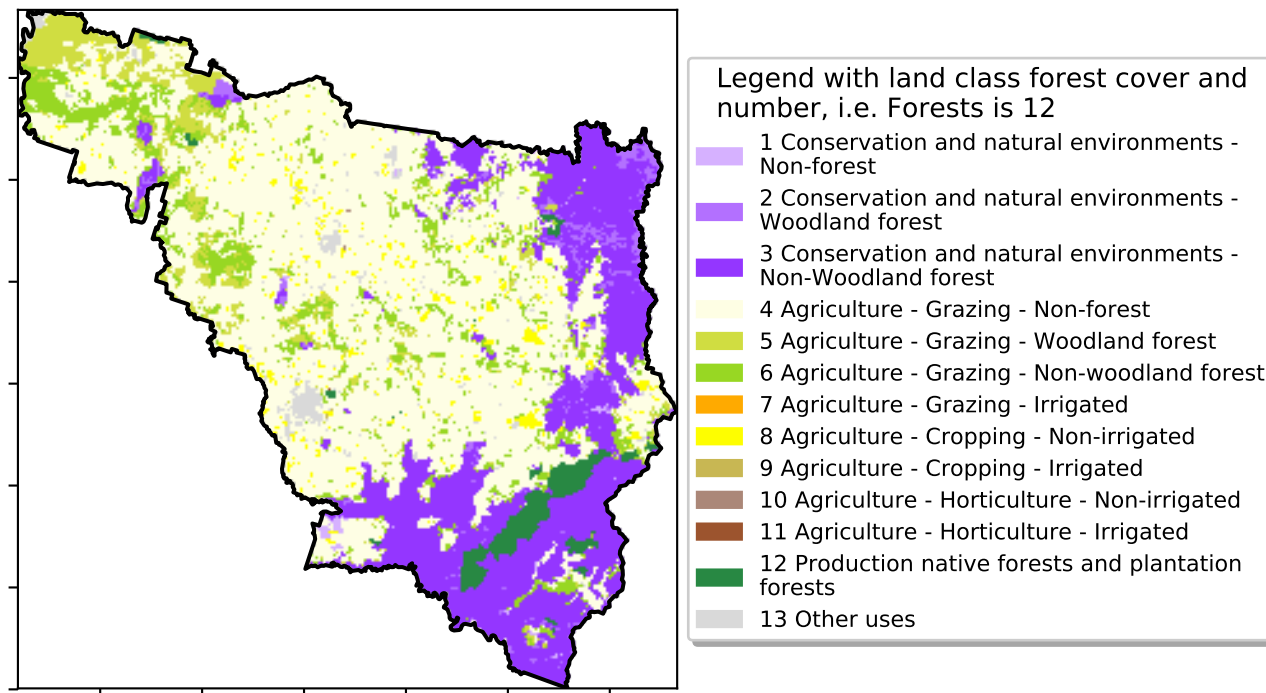 Legend with land class forest cover and
number, i.e. Forests is 12
1 Conservation and natural environments -
Non-forest
2 Conservation and natural environments -
Woodland forest
3 Conservation and natural environments -
Non-Woodland forest
4 Agriculture - Grazing - Non-forest
5 Agriculture - Grazing - Woodland forest
6 Agriculture - Grazing - Non-woodland forest
7 Agriculture - Grazing - Irrigated
8 Agriculture - Cropping - Non-irrigated
9 Agriculture - Cropping - Irrigated
10 Agriculture - Horticulture - Non-irrigated
11 Agriculture - Horticulture - Irrigated
12 Production native forests and plantation
forests
13 Other uses